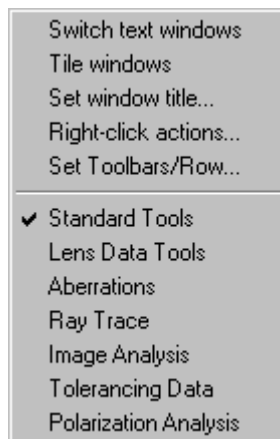 Switch text windows
Tile windows
Set window title...
Right-click actions...
Set Toolbars/Row...
Standard Tools
Lens Data Tools
Aberrations
Ray Trace
Image Analysis
Tolerancing Data
Polarization Analysis